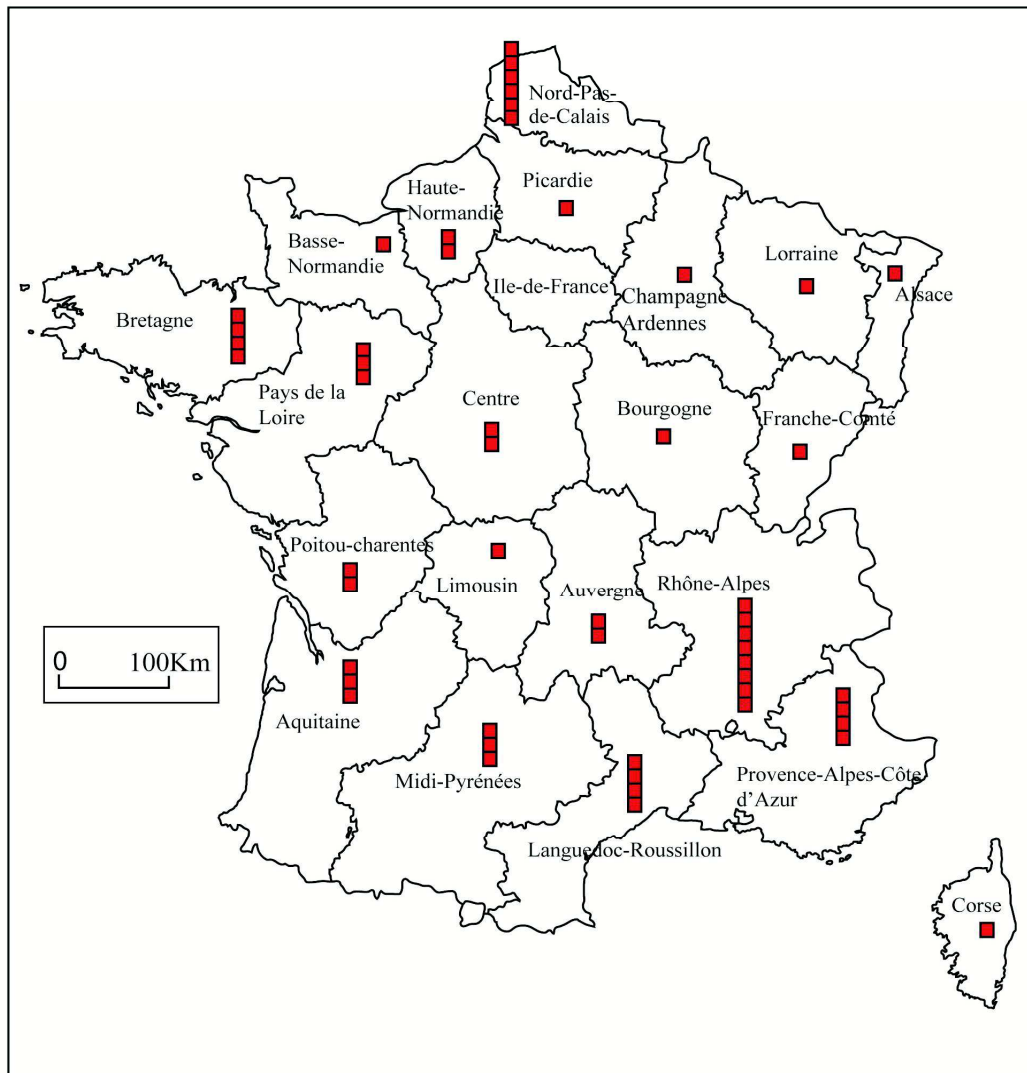 Nord-Pas-
de-Calais
Picardie
Haute-
Normandie
Basse-
Normandie
Lorraine
Ile-de-France
Champagne
Ardennes
Alsace
Bretagne
Pays de la
Loire
Centre
Bourgogne
Franche-Comté
Poitou-charentes
Limousin
Auvergne
Rhône-Alpes
0 100Km
Aquitaine
Midi-Pyrénées
Provence-Alpes-Côte
d’Azur
Languedoc-Roussillon
Corse